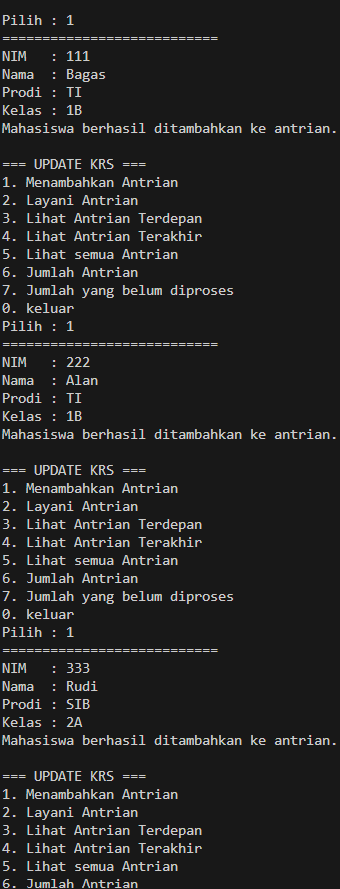 Pilih : 1
===========================
NIM   : 111
Nama  : Bagas
Prodi : TI
Kelas : 1B
Mahasiswa berhasil ditambahkan ke antrian.

=== UPDATE KRS ===
1. Menambahkan Antrian
2. Layani Antrian
3. Lihat Antrian Terdepan
4. Lihat Antrian Terakhir
5. Lihat semua Antrian
6. Jumlah Antrian
7. Jumlah yang belum diproses
0. keluar
Pilih : 1
===========================
NIM   : 222
Nama  : Alan
Prodi : TI
Kelas : 1B
Mahasiswa berhasil ditambahkan ke antrian.

=== UPDATE KRS ===
1. Menambahkan Antrian
2. Layani Antrian
3. Lihat Antrian Terdepan
4. Lihat Antrian Terakhir
5. Lihat semua Antrian
6. Jumlah Antrian
7. Jumlah yang belum diproses
0. keluar
Pilih : 1
===========================
NIM   : 333
Nama  : Rudi
Prodi : SIB
Kelas : 2A
Mahasiswa berhasil ditambahkan ke antrian.

=== UPDATE KRS ===
1. Menambahkan Antrian
2. Layani Antrian
3. Lihat Antrian Terdepan
4. Lihat Antrian Terakhir
5. Lihat semua Antrian
6. Jumlah Antrian